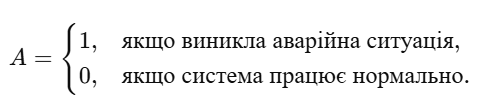 A = { 1, якщо виникла аварійна ситуація,
0, якщо система працює нормально.